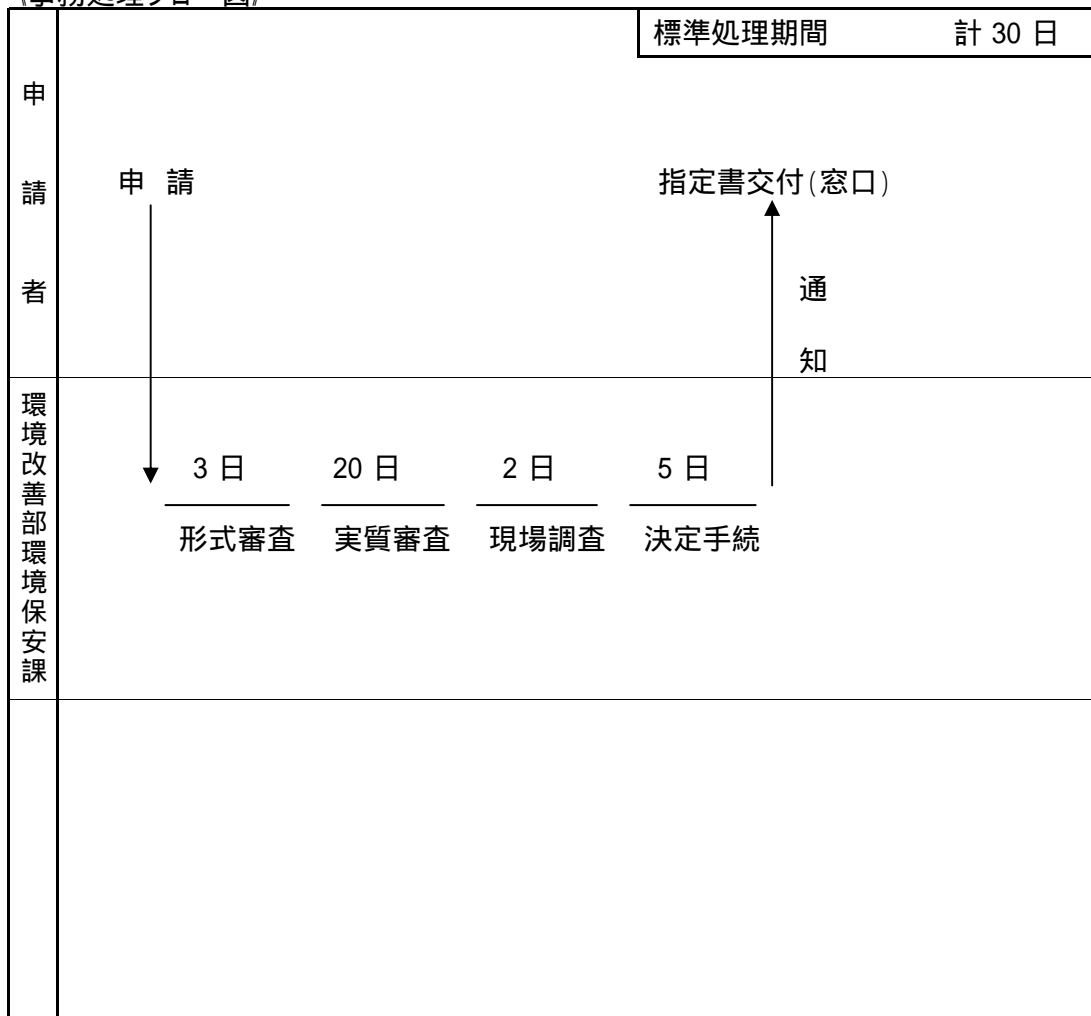 標準処理期間 計 30 日
申請者
申 請
指定書交付(窓口)
通知
環境改善部環境保安課
3 日 20 日 2 日 5 日
形式審査 実質審査 現場調査 決定手続